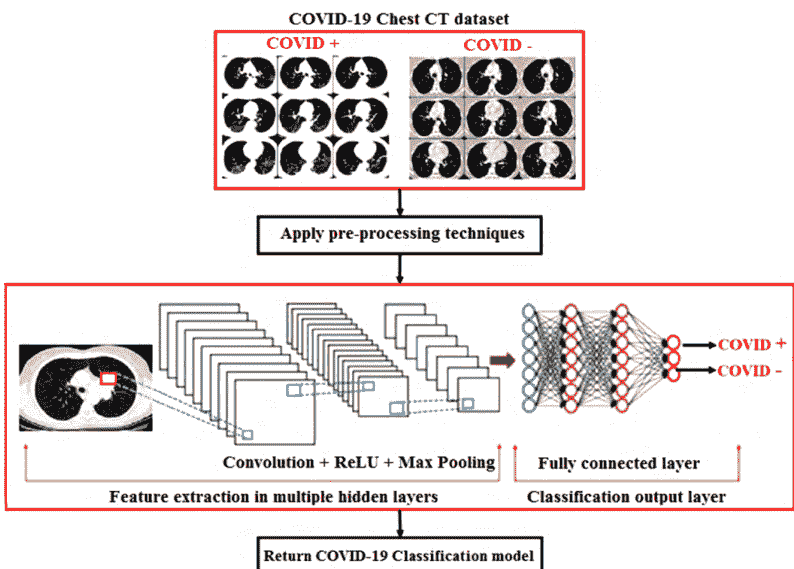 COVID-19 Chest CT dataset
COVID +
COVID -
Apply pre-processing techniques
COVID +
COVID -
Convolution + ReLU + Max Pooling
Fully connected layer
Feature extraction in multiple hidden layers
Classification output layer
Return COVID-19 Classification model